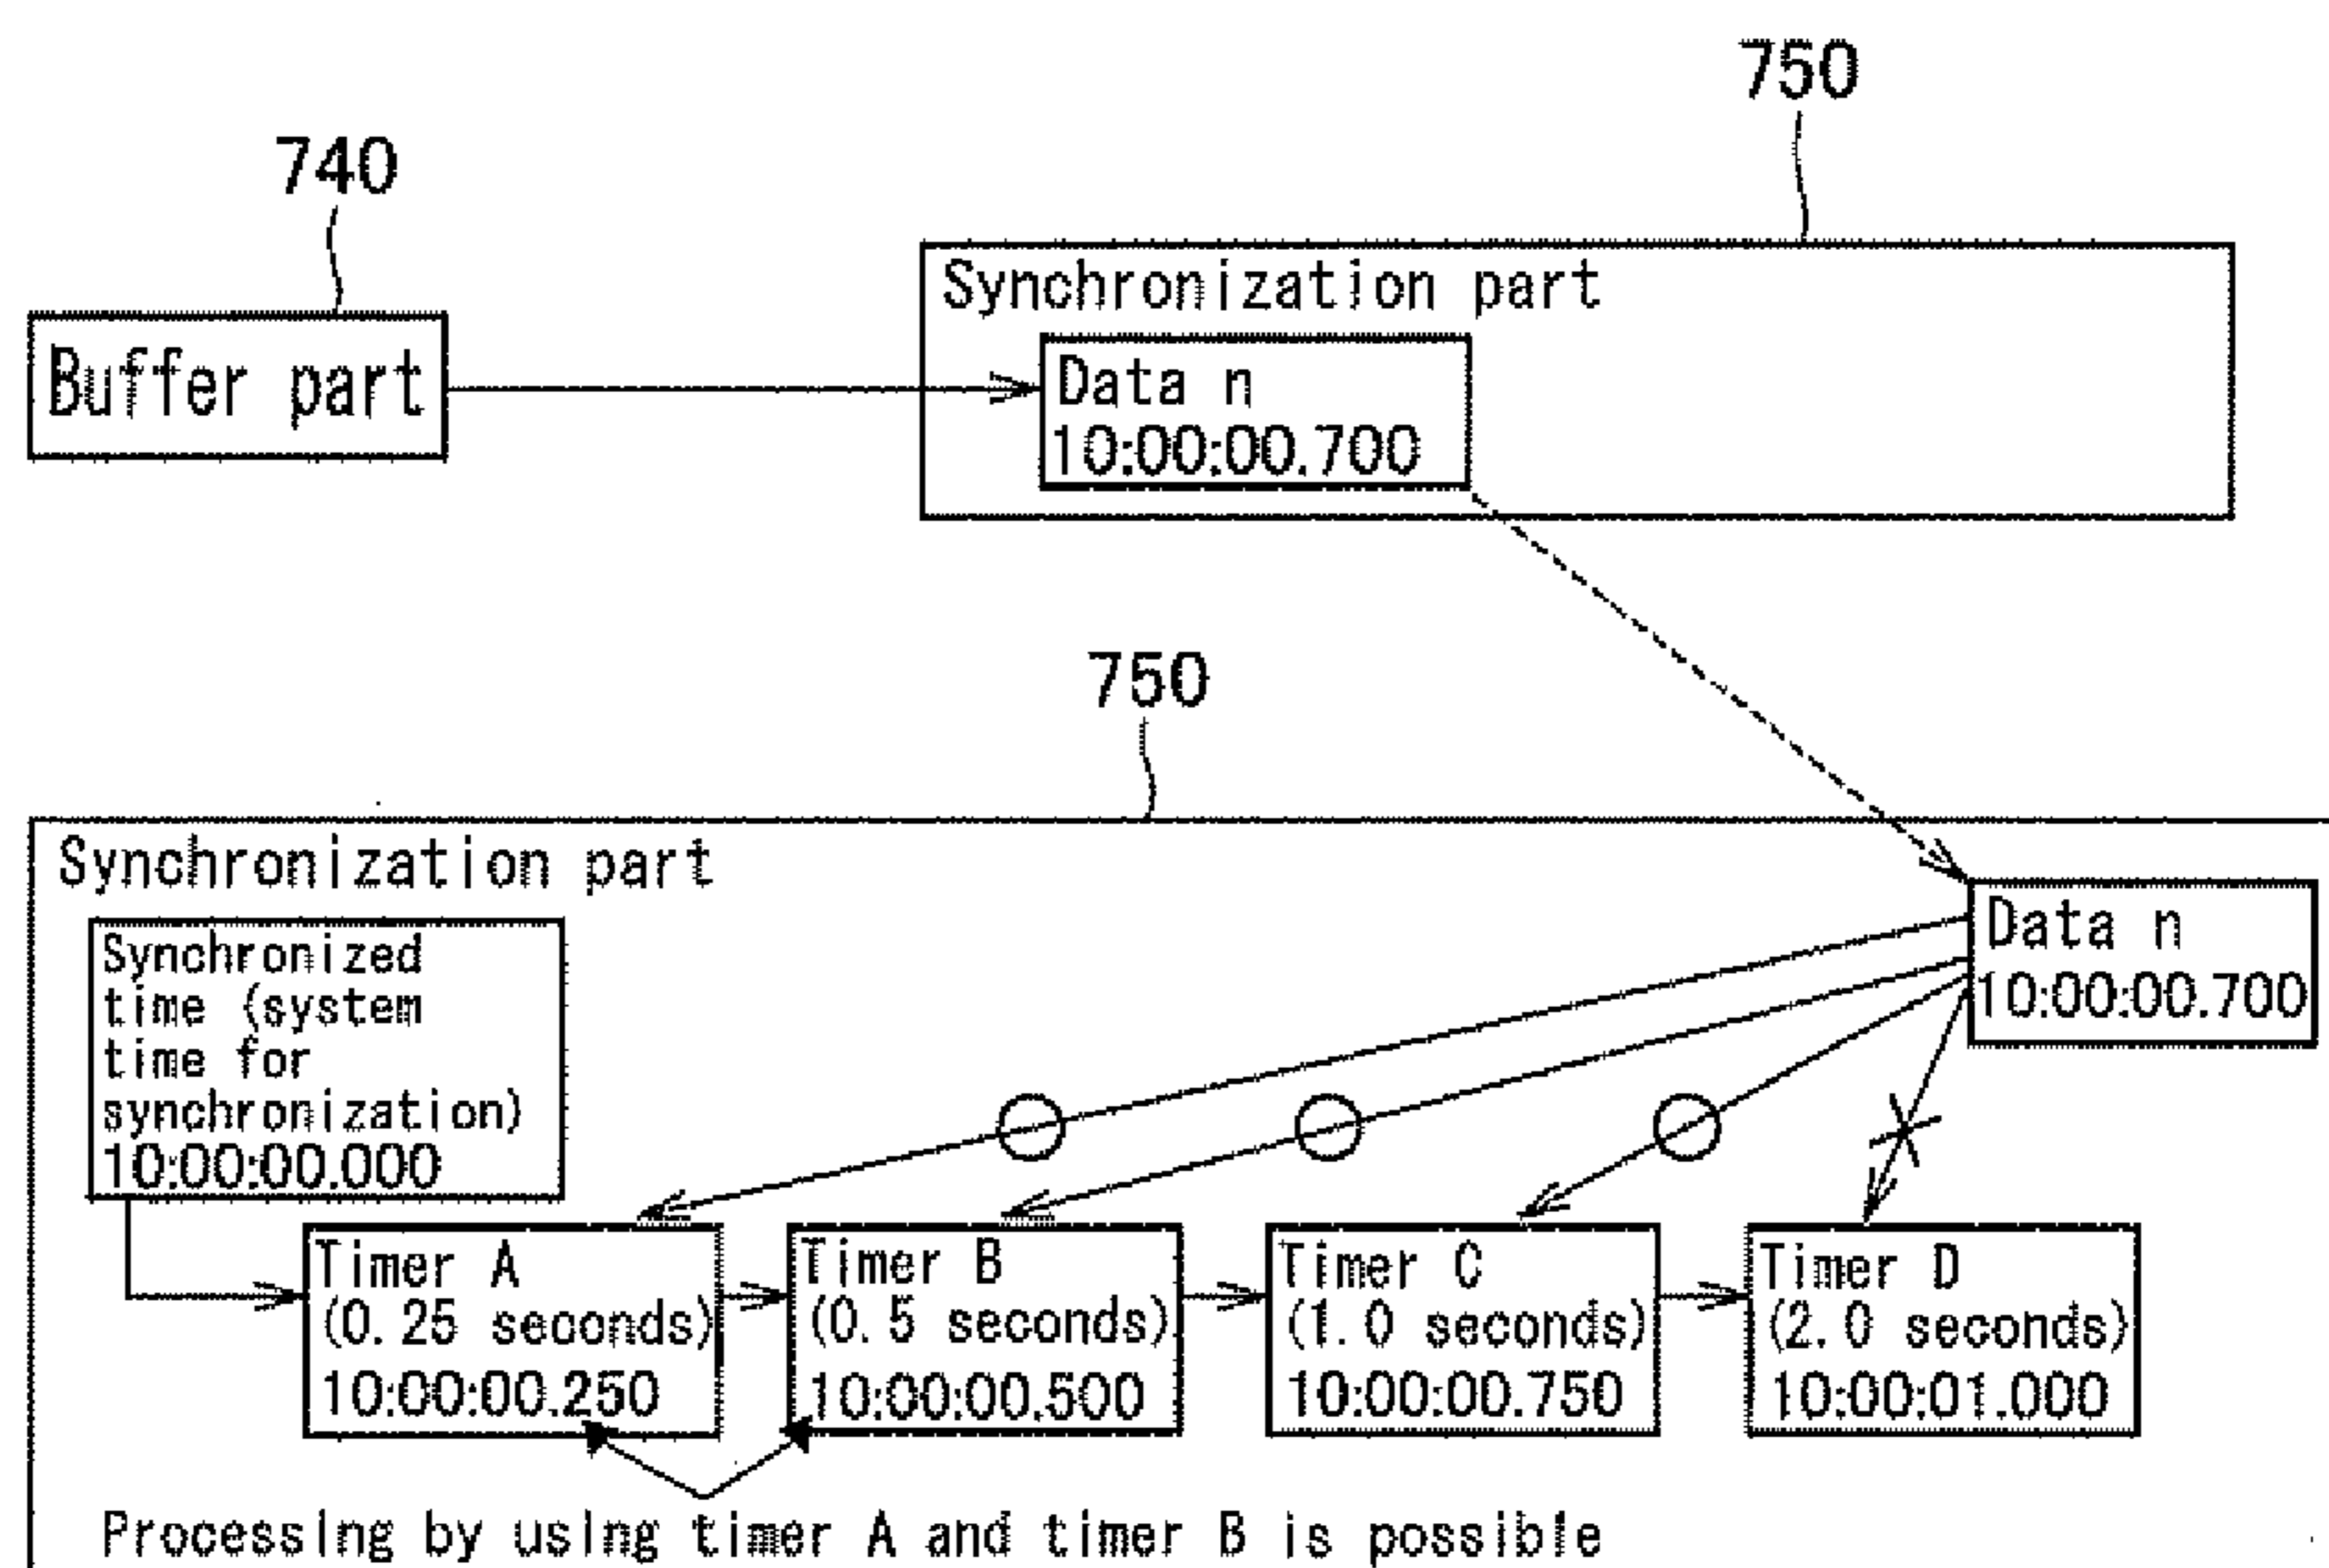 750
740
Synchronization part
Buffer part
Data n
10:00:00.700
750
Synchronization part
Data n
10:00:00.700
Synchronized
time (system
time for
synchronization)
10:00:00.000
Timer A
(0.25 seconds)
10:00:00.250
Timer B
(0.5 seconds)
10:00:00.500
Timer C
(1.0 seconds)
10:00:00.750
Timer D
(2.0 seconds)
10:00:01.000
Processing by using timer A and timer B is possible